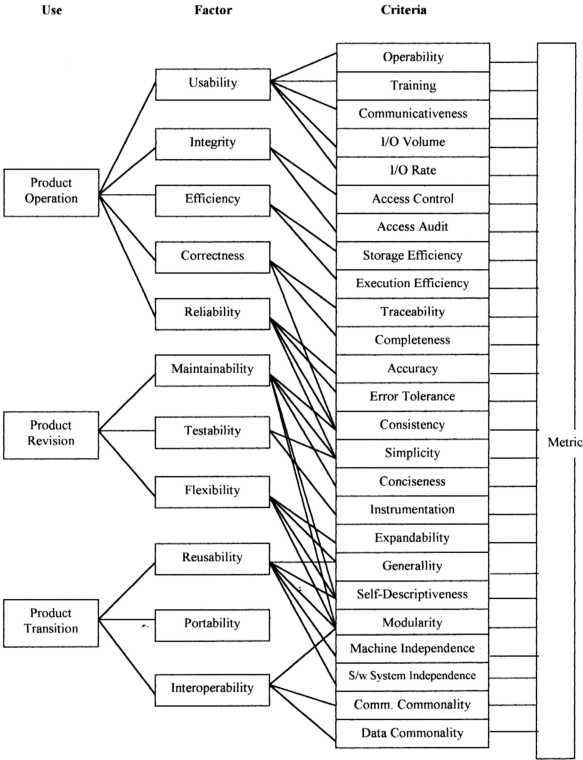 Use Factor Criteria
Operability
Usability
Training
Communicativeness
Integrity
I/O Volume
I/O Rate
Product
Operation
Efficiency
Access Control
Access Audit
Correctness
Storage Efficiency
Execution Efficiency
Reliability
Traceability
Completeness
Maintainability
Accuracy
Error Tolerance
Product
Revision
Testability
Consistency
Metric
Simplicity
Conciseness
Flexibility
Instrumentation
Expandability
Reusability
Generallity
Self-Descriptiveness
Product
Transition
Portability
Modularity
Machine Independence
Interoperability
S/w System Independence
Comm. Commonality
Data Commonality